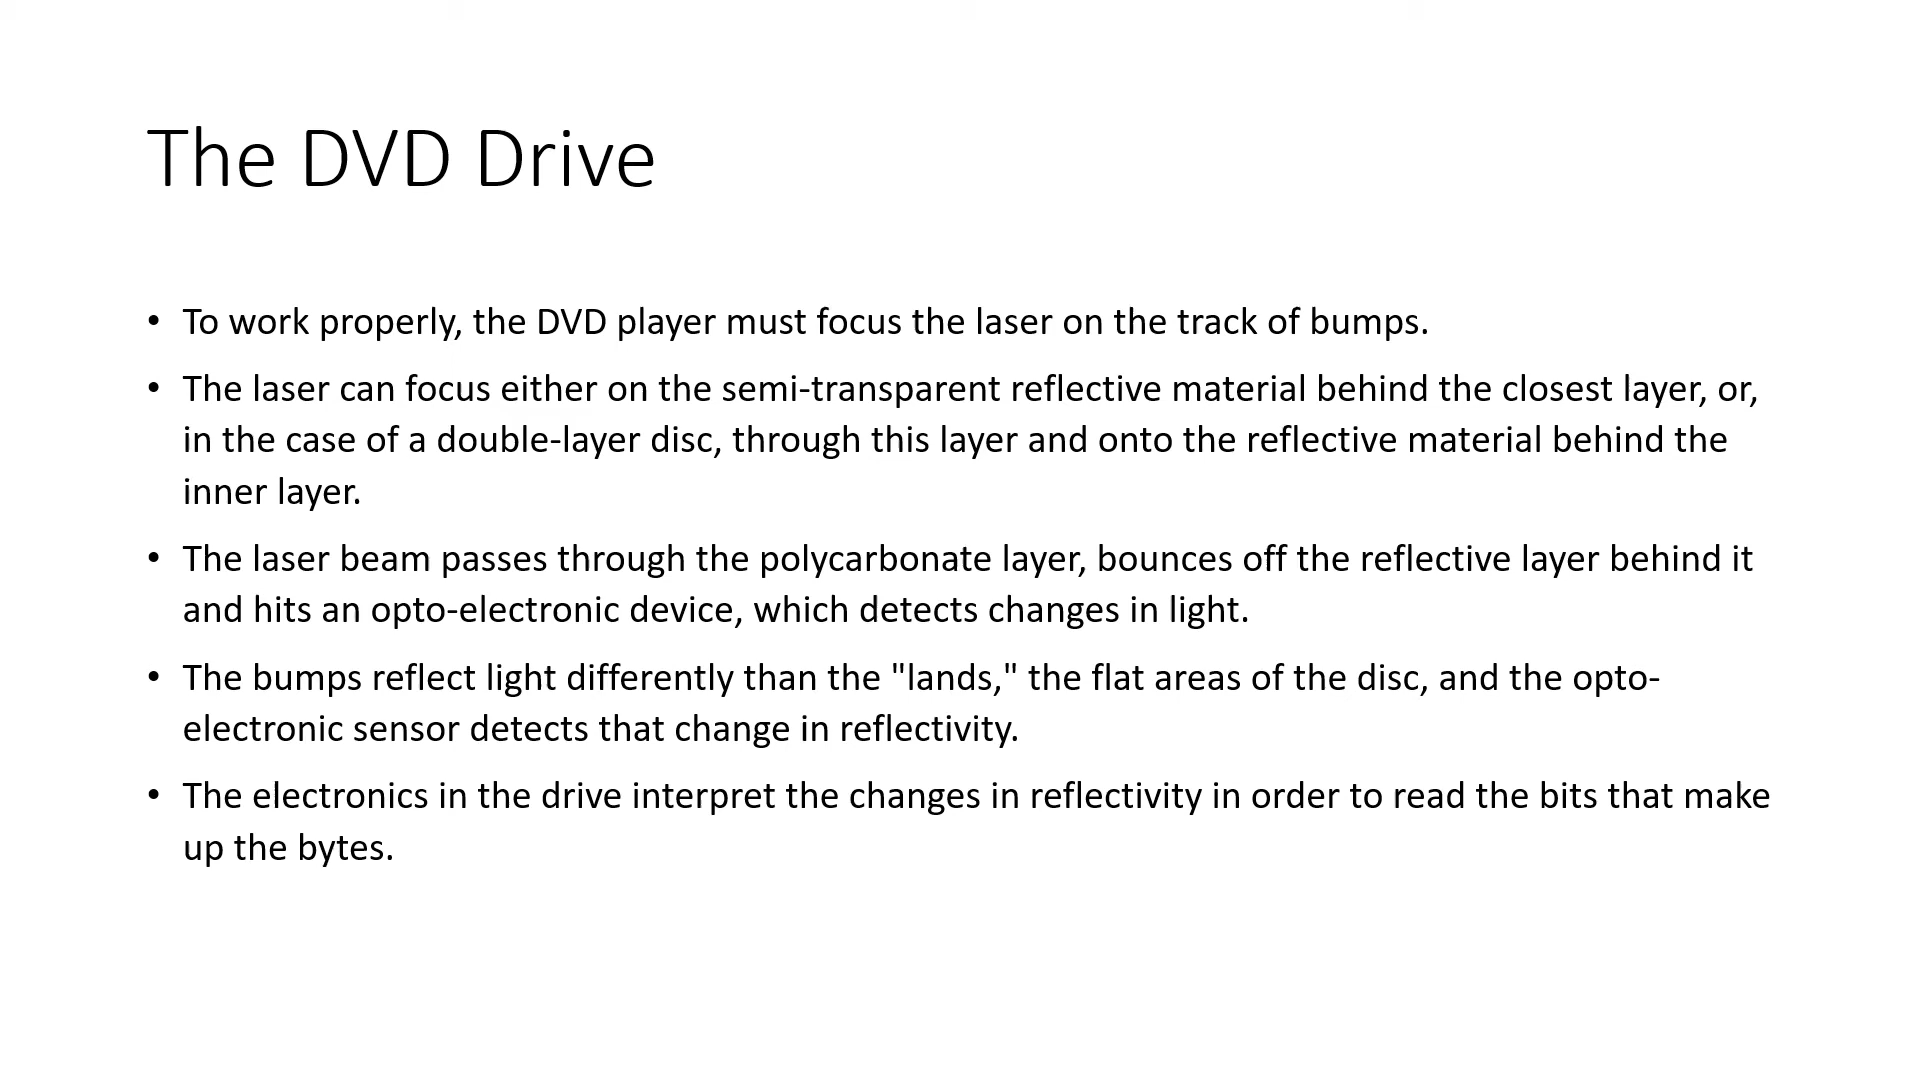 The DVD Drive
• To work properly, the DVD player must focus the laser on the track of bumps.
• The laser can focus either on the semi-transparent reflective material behind the closest layer, or,
in the case of a double-layer disc, through this layer and onto the reflective material behind the
inner layer.
• The laser beam passes through the polycarbonate layer, bounces off the reflective layer behind it
and hits an opto-electronic device, which detects changes in light.
• The bumps reflect light differently than the "lands," the flat areas of the disc, and the opto-
electronic sensor detects that change in reflectivity.
• The electronics in the drive interpret the changes in reflectivity in order to read the bits that make
up the bytes.